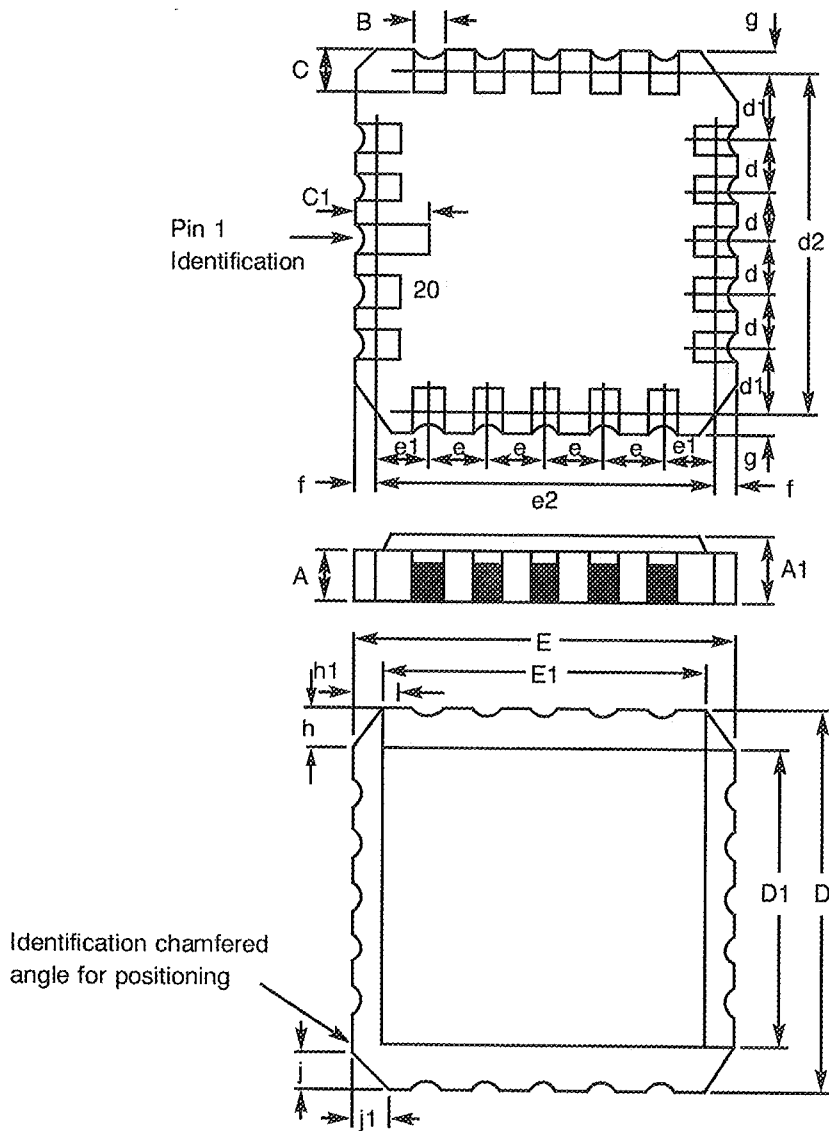 B
g
C
d1
C1
d
Pin 1
Identification
d
d2
20
d
d
d1
e1
e
e
e
e
e1
g
f
e2
f
A
A1
E
h1
E1
h
D1
D
Identification chamfered
angle for positioning
j
j1